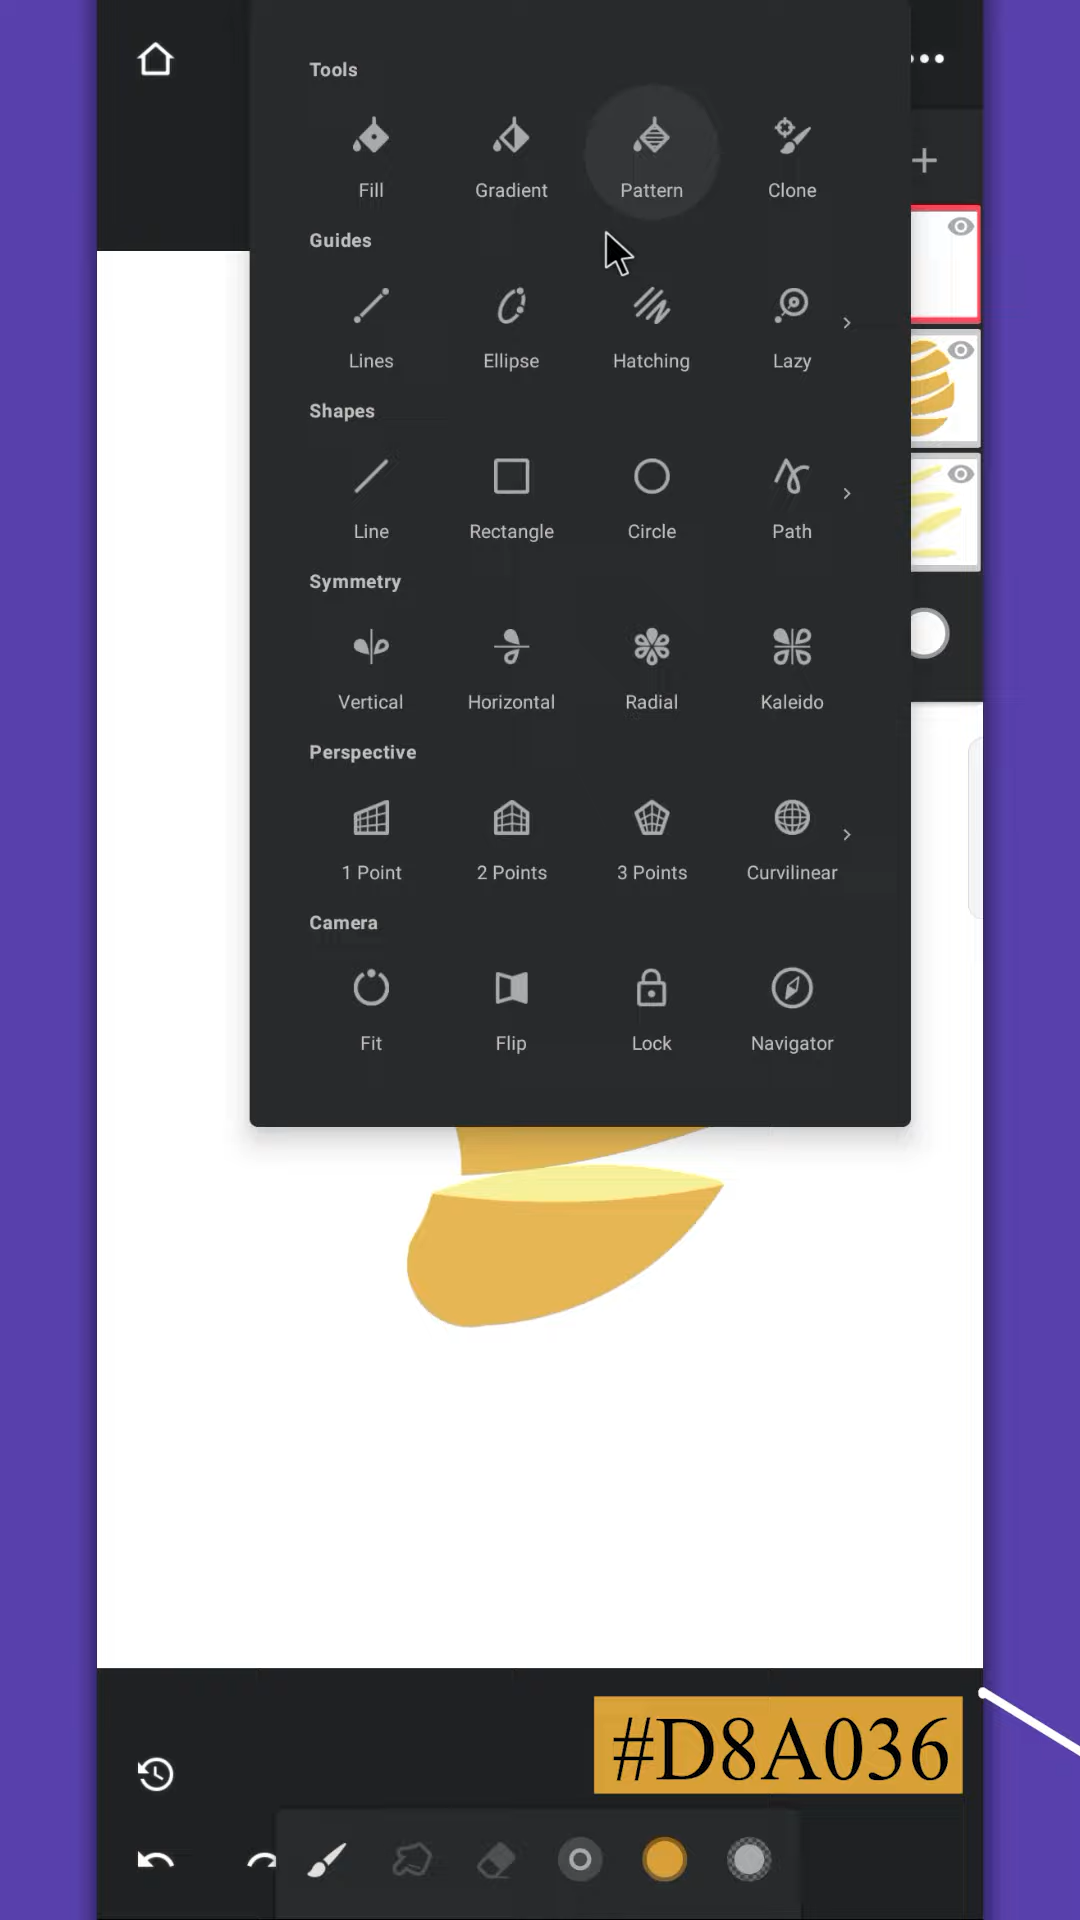 Tools
Fill Gradient Pattern Clone
Guides
Lines Ellipse Hatching Lazy
Shapes
Line Rectangle Circle Path
Symmetry
Vertical Horizontal Radial Kaleido
Perspective
1 Point 2 Points 3 Points Curvilinear
Camera
Fit Flip Lock Navigator
#D8A036